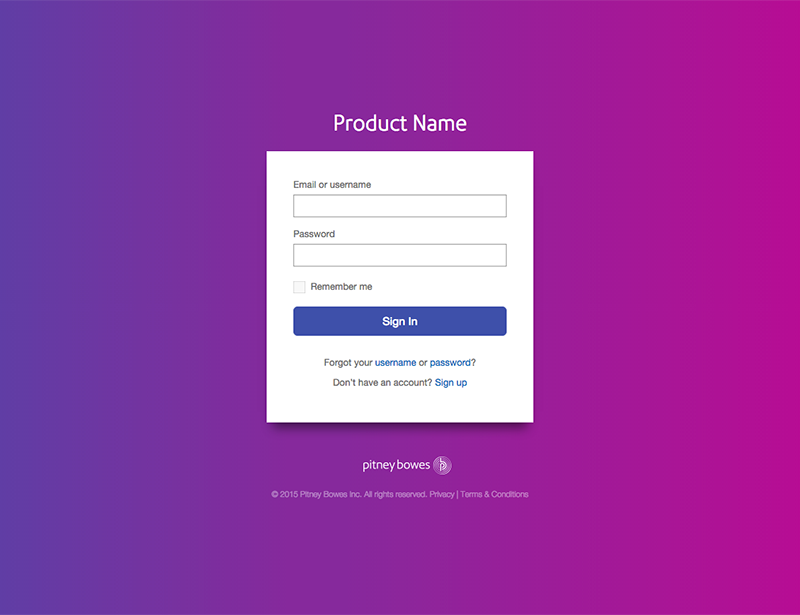 Product Name
Email or username
Password
Remember me
Sign In
Forgot your username or password?
Don't have an account? Sign up
pitney bowes
© 2015 Pitney Bowes Inc. All rights reserved. Privacy | Terms & Conditions